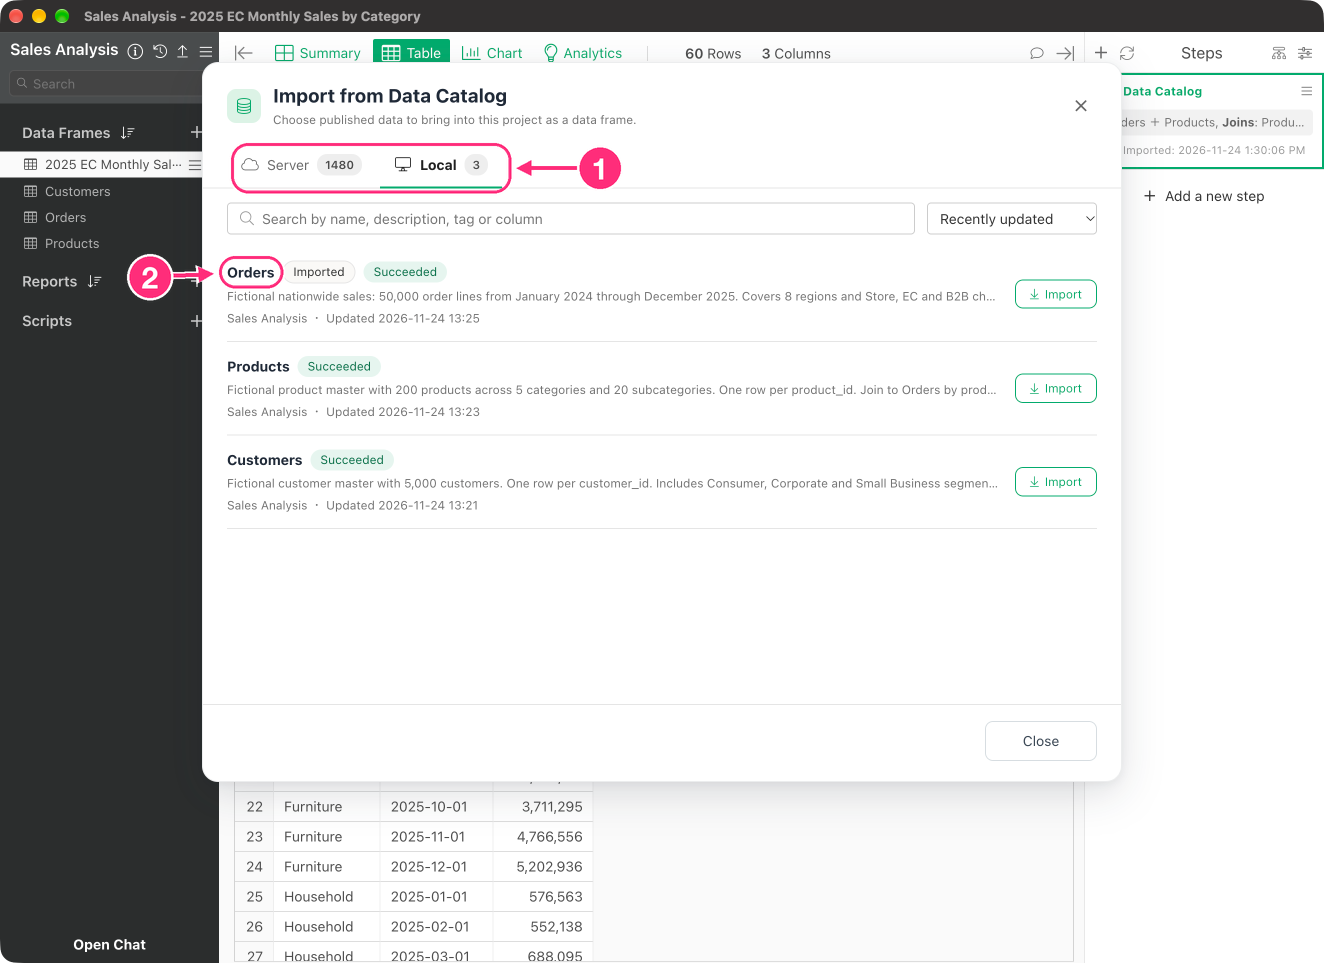 Sales Analysis - 2025 EC Monthly Sales by Category
Sales Analysis
Summary
Table
Chart
Analytics
60 Rows
3 Columns
Steps
Search
Data Frames
2025 EC Monthly Sal···
Customers
Orders
Products
Reports
Scripts
Open Chat
Import from Data Catalog
Choose published data to bring into this project as a data frame.
Server 1480
Local 3
1
Search by name, description, tag or column
Recently updated
2
Orders Imported Succeeded
Fictional nationwide sales: 50,000 order lines from January 2024 through December 2025. Covers 8 regions and Store, EC and B2B ch...
Sales Analysis · Updated 2026-11-24 13:25
Import
Products Succeeded
Fictional product master with 200 products across 5 categories and 20 subcategories. One row per product_id. Join to Orders by prod...
Sales Analysis · Updated 2026-11-24 13:23
Import
Customers Succeeded
Fictional customer master with 5,000 customers. One row per customer_id. Includes Consumer, Corporate and Small Business segmen...
Sales Analysis · Updated 2026-11-24 13:21
Import
Close
Data Catalog
ders + Products, Joins: Produ...
Imported: 2026-11-24 1:30:06 PM
+ Add a new step
22 Furniture 2025-10-01 3,711,295
23 Furniture 2025-11-01 4,766,556
24 Furniture 2025-12-01 5,202,936
25 Household 2025-01-01 576,563
26 Household 2025-02-01 552,138
27 Household 2025-03-01 688,095